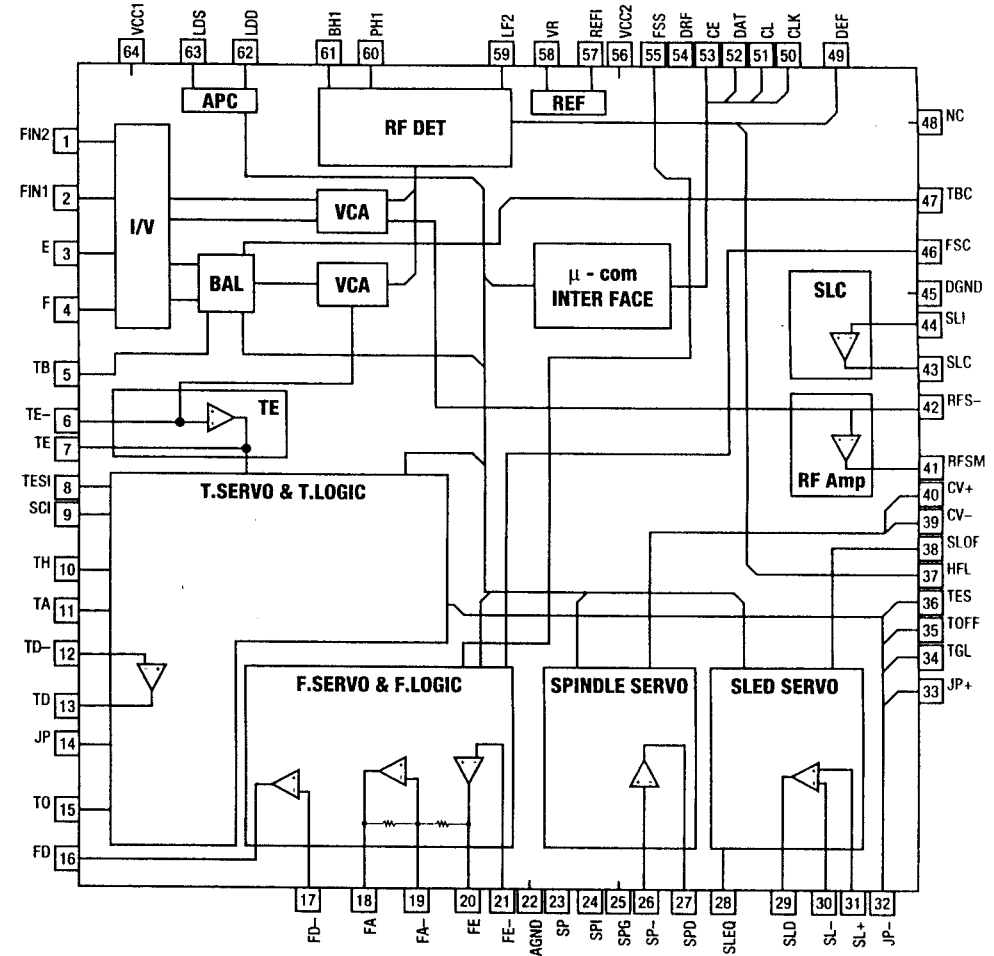 VCC1
LDS
LDD
BH1
PH1
LF2
VR
REFI
VCC2
FSS
DRF
CE
DAT
CL
CLK
DEF
64
63
62
61
60
59
58
57
56
55
54
53
52
51
50
49
APC
RF DET
REF
FIN2
1
FIN1
2
E
3
F
4
TB
5
TE-
6
TE
7
TESI
8
SCI
9
TH
10
TA
11
TD-
12
TD
13
JP
14
TO
15
FD
16
I/V
VCA
BAL
VCA
μ - com
INTER FACE
SLC
TE
RF Amp
T.SERVO & T.LOGIC
F.SERVO & F.LOGIC
SPINDLE SERVO
SLED SERVO
48
NC
47
TBC
46
FSC
45
DGND
44
SLI
43
SLC
42
RFS-
41
RFSM
40
CV+
39
CV-
38
SLOF
37
HFL
36
TES
35
TOFF
34
TGL
33
JP+
17
18
19
20
21
22
23
24
25
26
27
28
29
30
31
32
FD-
FA
FA-
FE
FE-
AGND
SP
SPI
SPG
SP-
SPD
SLEQ
SLD
SL-
SL+
JP-